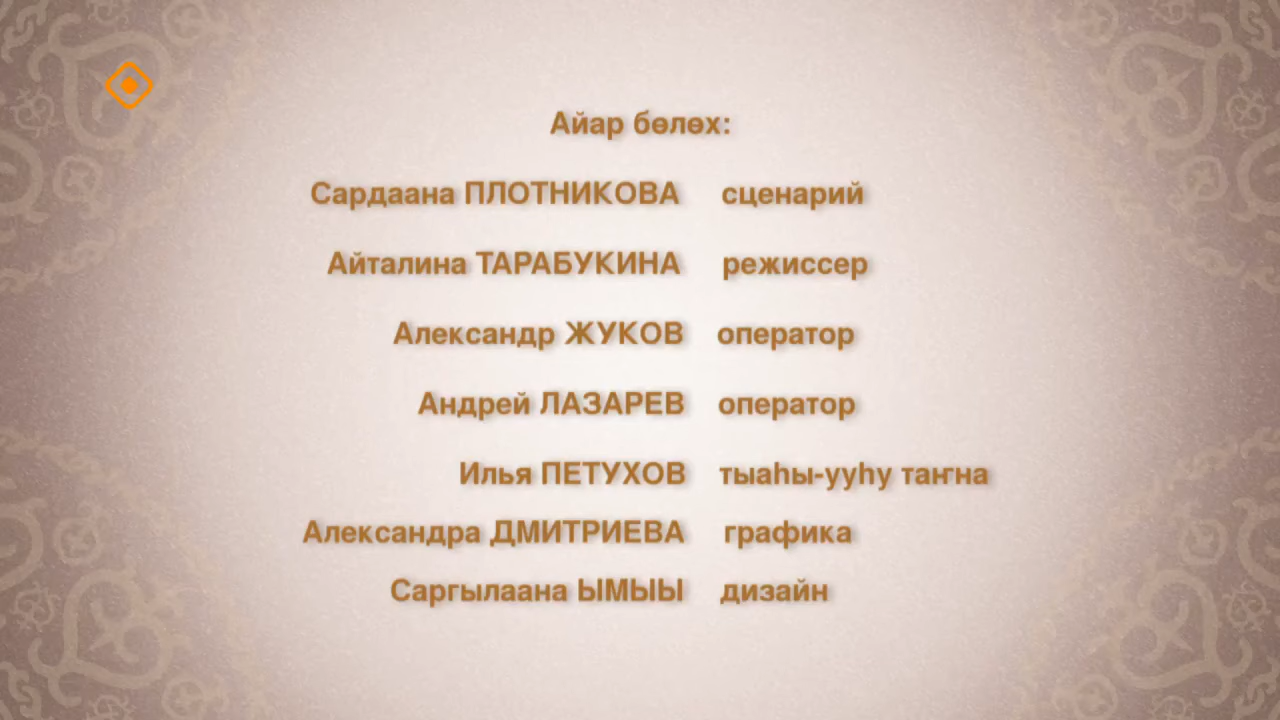 Айар бөлөх:
Сардаана ПЛОТНИКОВА сценарий
Айталина ТАРАБУКИНА режиссер
Александр ЖУКОВ оператор
Андрей ЛАЗАРЕВ оператор
Илья ПЕТУХОВ тыаһы-ууһу таҥна
Александра ДМИТРИЕВА графика
Саргылаана ЫМЫЫ дизайн